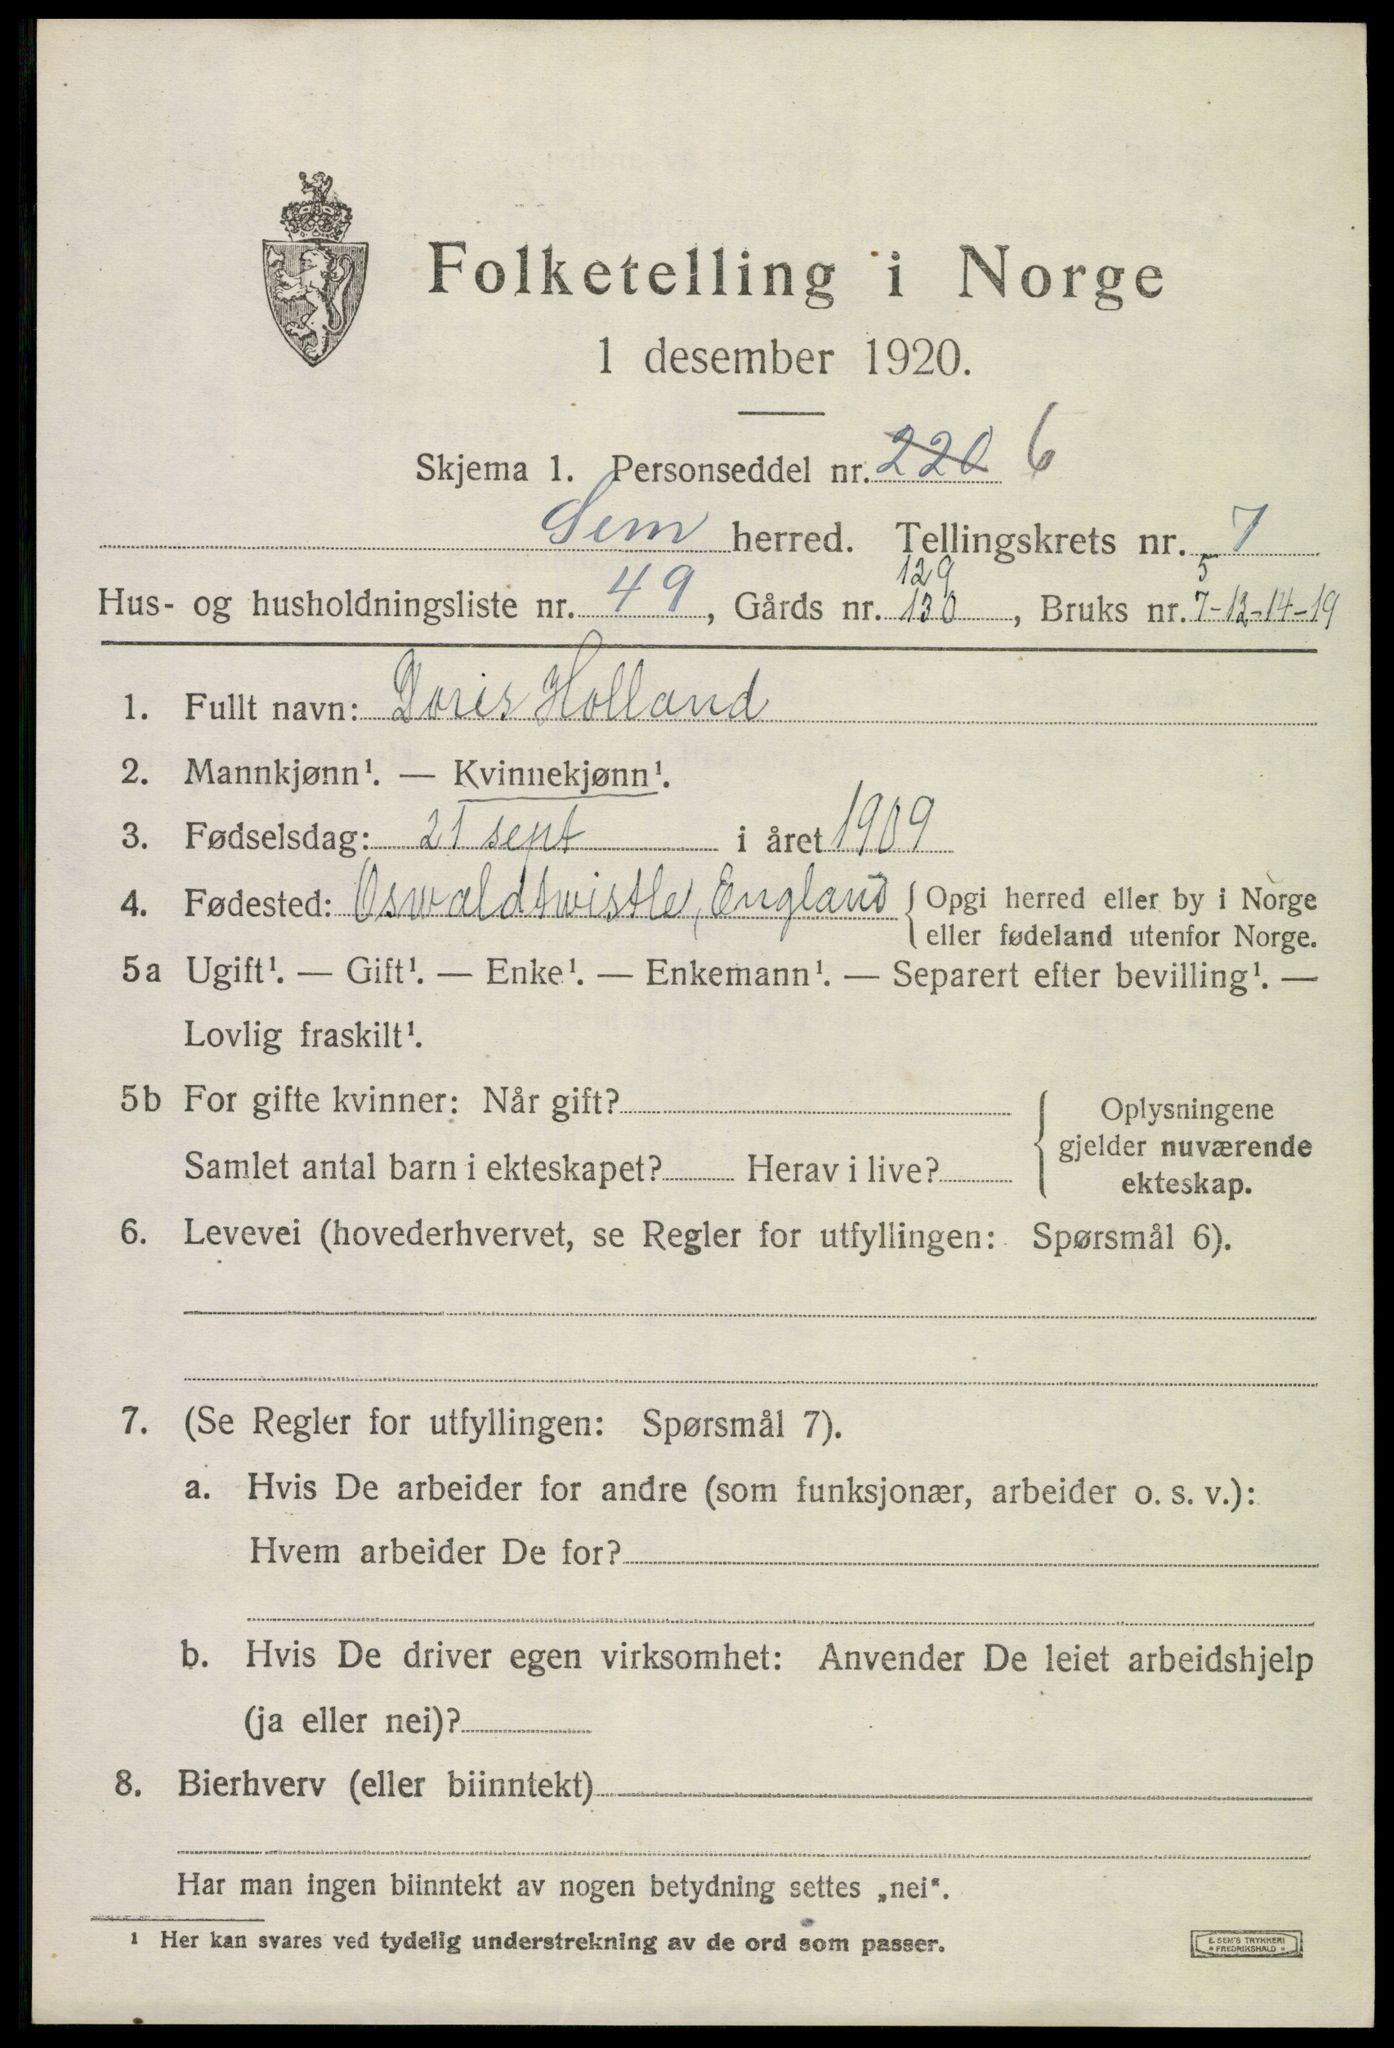 Folketelling i Norge
1 desember 1920.
Skjema 1. Personseddel nr. 220 6
Sem herred. Tellingskrets nr. 7
129 5
Hus- og husholdningsliste nr. 49, Gårds nr. 130, Bruks nr. 7-12-14-19
1. Fullt navn: Doris Holland
2. Mannkjønn¹. — Kvinnekjønn¹.
3. Fødselsdag: 21 sept i året 1909
4. Fødested: Oswaldtwistle, England { Opgi herred eller by i Norge
eller fødeland utenfor Norge.
5a Ugift¹. — Gift¹. — Enke¹. — Enkemann¹. — Separert efter bevilling¹. —
Lovlig fraskilt¹.
5b For gifte kvinner: Når gift?
Samlet antal barn i ekteskapet? Herav i live?
{ Oplysningene
gjelder nuværende
ekteskap.
6. Levevei (hovederhvervet, se Regler for utfyllingen: Spørsmål 6).
7. (Se Regler for utfyllingen: Spørsmål 7).
a. Hvis De arbeider for andre (som funksjonær, arbeider o. s. v.):
Hvem arbeider De for?
b. Hvis De driver egen virksomhet: Anvender De leiet arbeidshjelp
(ja eller nei)?
8. Bierhverv (eller biinntekt)
Har man ingen biinntekt av nogen betydning settes „nei“.
¹ Her kan svares ved tydelig understrekning av de ord som passer.
E. SEM'S TRYKKERI
* FREDRIKSHALD *